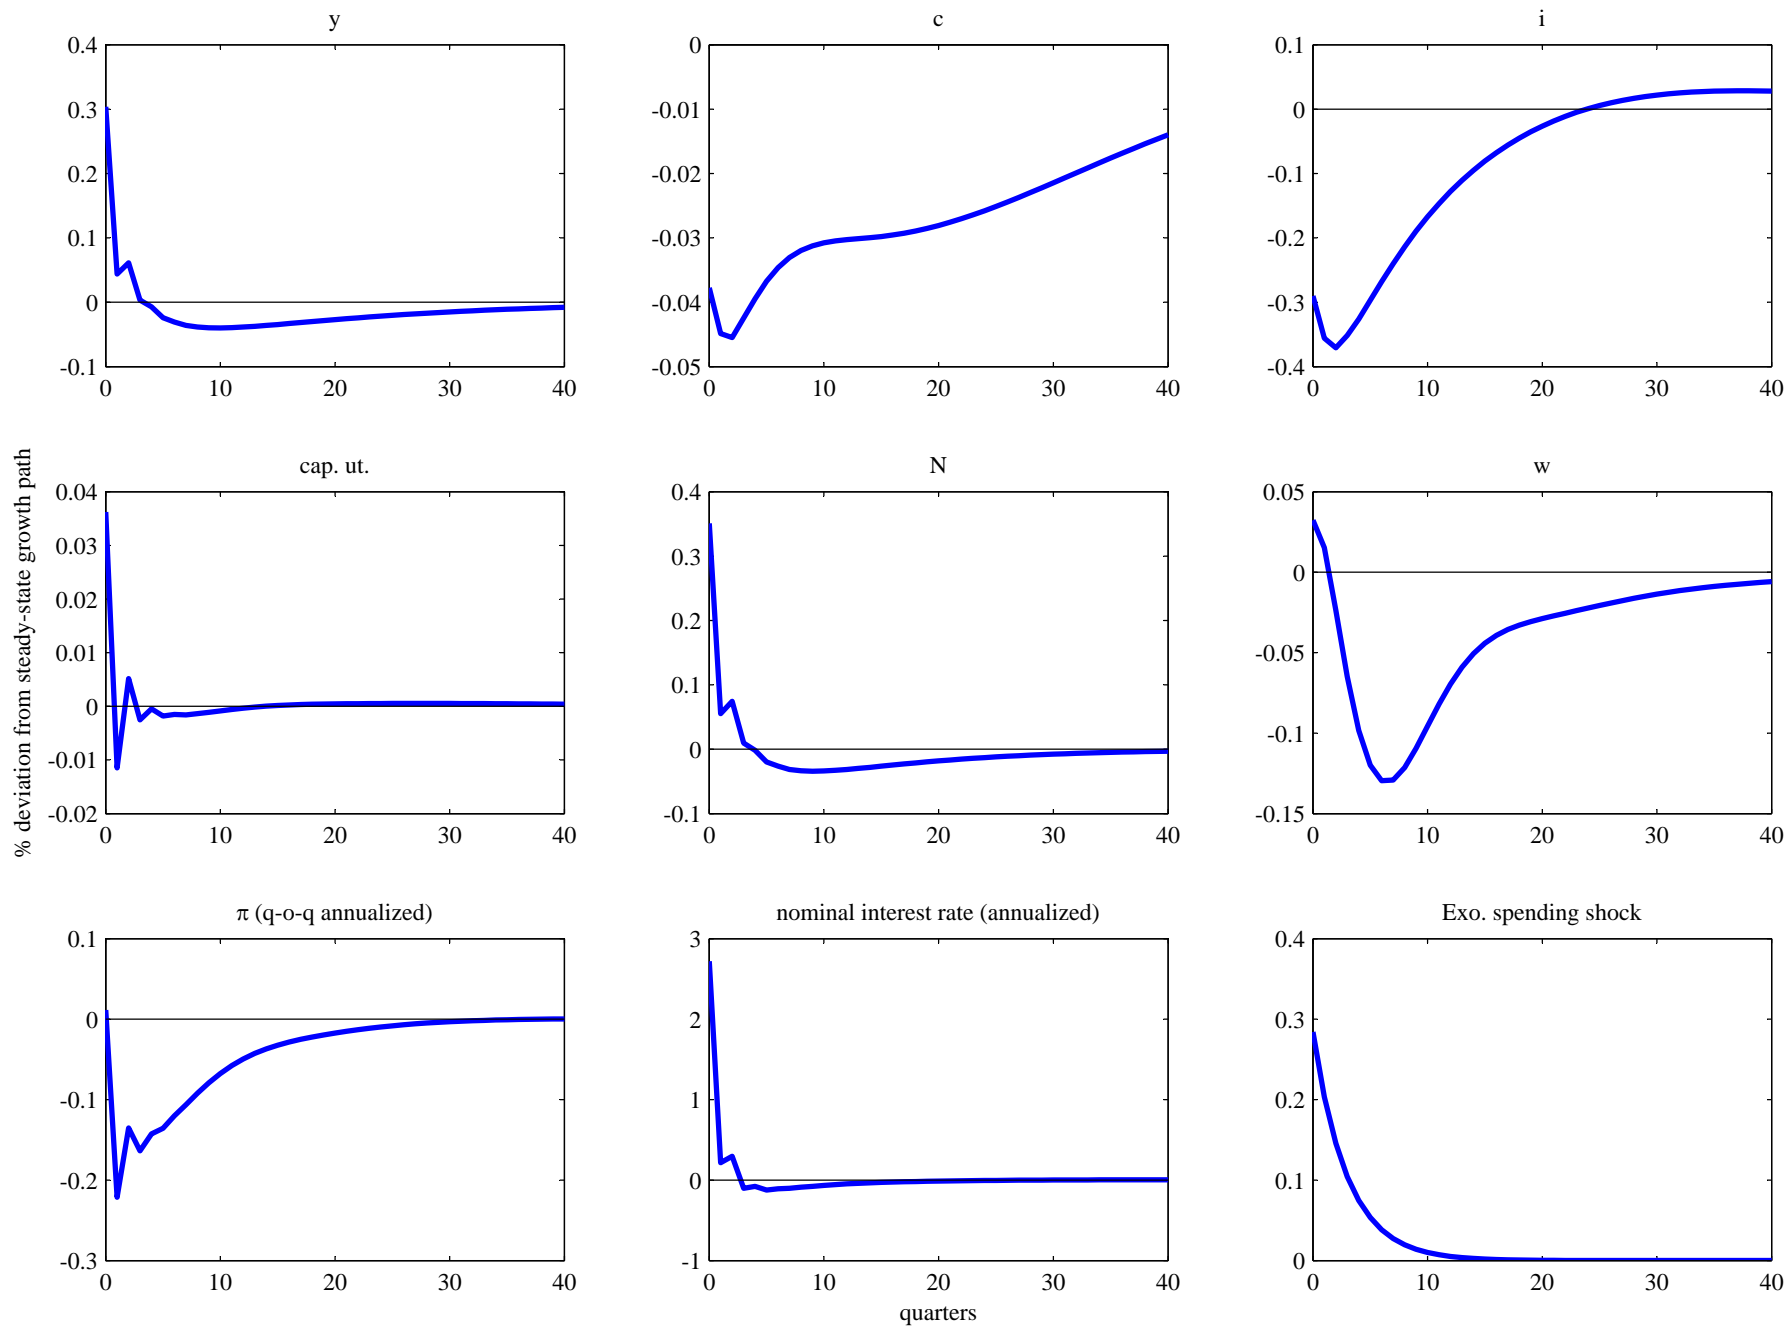 y
c
i
0.4
0.3
0.2
0.1
0
-0.1
0 10 20 30 40
0
-0.01
-0.02
-0.03
-0.04
-0.05
0 10 20 30 40
0.1
0
-0.1
-0.2
-0.3
-0.4
0 10 20 30 40
% deviation from steady-state growth path
cap. ut.
N
w
0.04
0.03
0.02
0.01
0
-0.01
-0.02
0 10 20 30 40
0.4
0.3
0.2
0.1
0
-0.1
0 10 20 30 40
0.05
0
-0.05
-0.1
-0.15
0 10 20 30 40
π (q-o-q annualized)
nominal interest rate (annualized)
Exo. spending shock
0.1
0
-0.1
-0.2
-0.3
0 10 20 30 40
3
2
1
0
-1
0 10 20 30 40
0.4
0.3
0.2
0.1
0
0 10 20 30 40
quarters